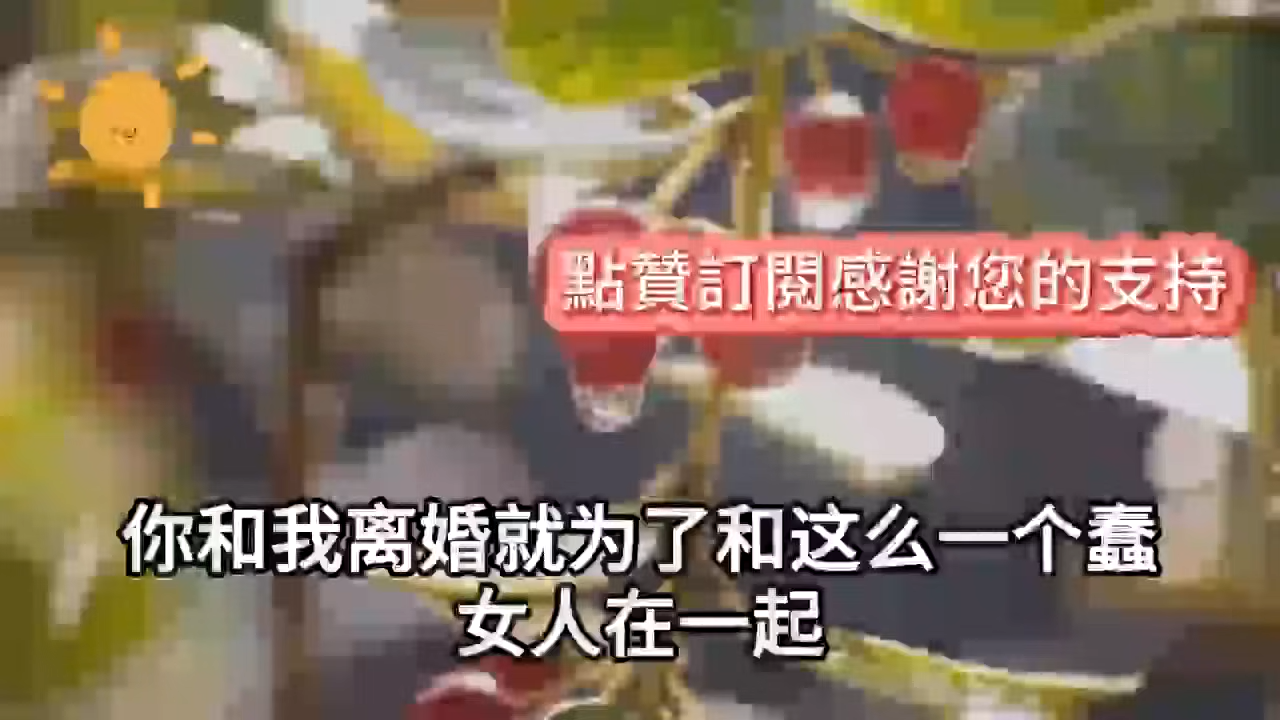 點贊訂閱感謝您的支持
你和我离婚就为了和这么一个蠢
女人在一起